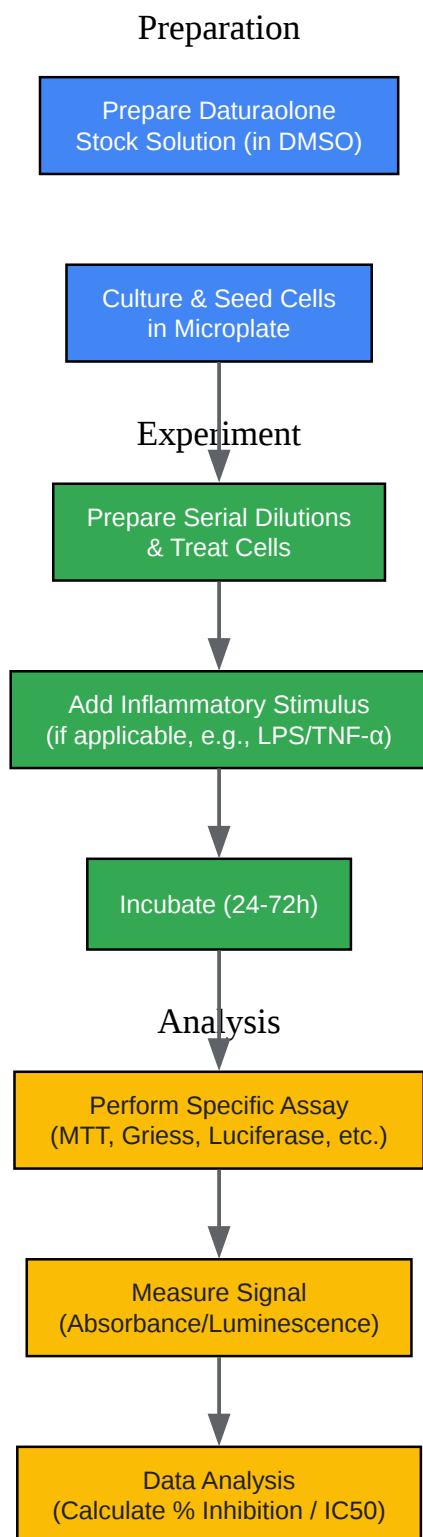 Preparation
Prepare Daturaolone
Stock Solution (in DMSO)
Culture & Seed Cells
in Microplate
Experiment
Prepare Serial Dilutions
& Treat Cells
Add Inflammatory Stimulus
(if applicable, e.g., LPS/TNF-α)
Incubate (24-72h)
Analysis
Perform Specific Assay
(MTT, Griess, Luciferase, etc.)
Measure Signal
(Absorbance/Luminescence)
Data Analysis
(Calculate % Inhibition / IC50)